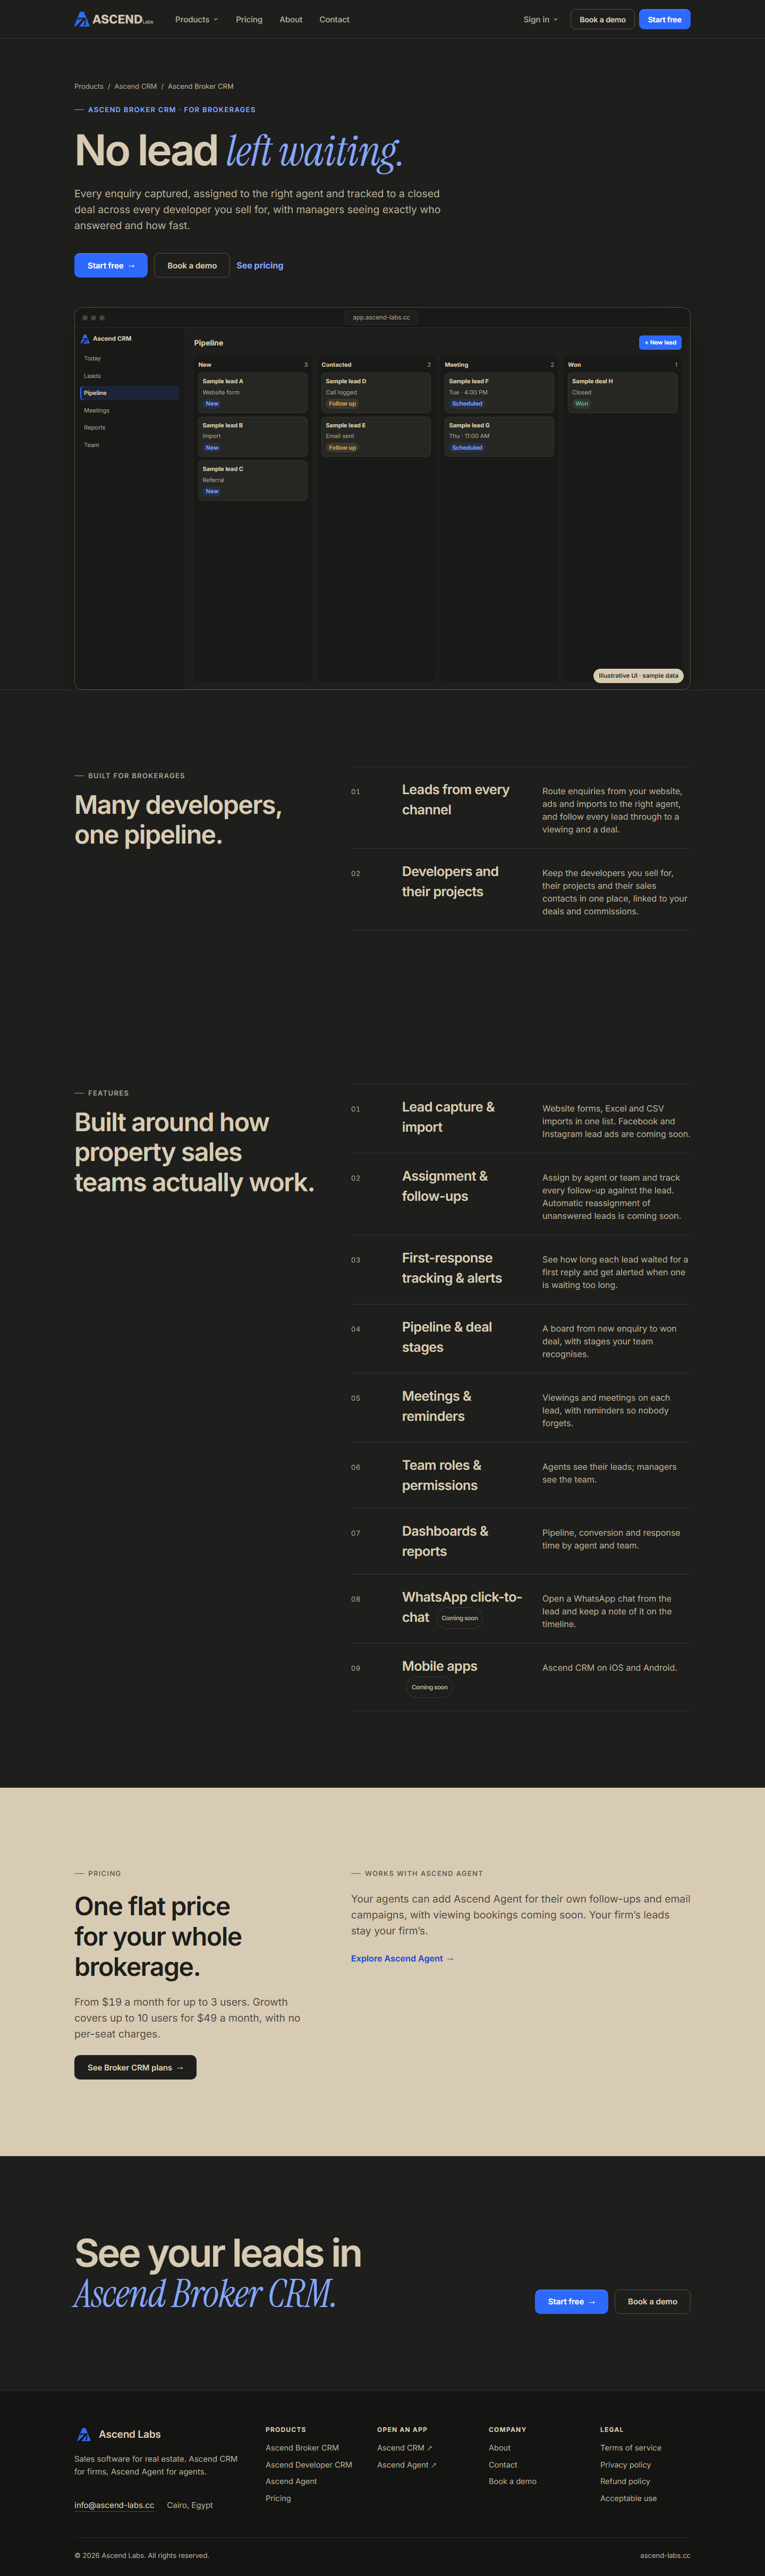 ASCEND Labs
Products
Pricing
About
Contact
Sign in
Book a demo
Start free
Products / Ascend CRM / Ascend Broker CRM
ASCEND BROKER CRM · FOR BROKERAGES
No lead left waiting.
Every enquiry captured, assigned to the right agent and tracked to a closed
deal across every developer you sell for, with managers seeing exactly who
answered and how fast.
Start free →
Book a demo
See pricing
app.ascend-labs.cc
Ascend CRM
Today
Leads
Pipeline
Meetings
Reports
Team
Pipeline
+ New lead
New 3
Sample lead A
Website form
New
Sample lead B
Import
New
Sample lead C
Referral
New
Contacted 2
Sample lead D
Call logged
Follow up
Sample lead E
Email sent
Follow up
Meeting 2
Sample lead F
Tue · 4:00 PM
Scheduled
Sample lead G
Thu · 11:00 AM
Scheduled
Won 1
Sample deal H
Closed
Won
Illustrative UI · sample data
BUILT FOR BROKERAGES
Many developers,
one pipeline.
01
Leads from every
channel
Route enquiries from your website,
ads and imports to the right agent,
and follow every lead through to a
viewing and a deal.
02
Developers and
their projects
Keep the developers you sell for,
their projects and their sales
contacts in one place, linked to your
deals and commissions.
FEATURES
Built around how
property sales
teams actually work.
01
Lead capture &
import
Website forms, Excel and CSV
imports in one list. Facebook and
Instagram lead ads are coming soon.
02
Assignment &
follow-ups
Assign by agent or team and track
every follow-up against the lead.
Automatic reassignment of
unanswered leads is coming soon.
03
First-response
tracking & alerts
See how long each lead waited for a
first reply and get alerted when one
is waiting too long.
04
Pipeline & deal
stages
A board from new enquiry to won
deal, with stages your team
recognises.
05
Meetings &
reminders
Viewings and meetings on each
lead, with reminders so nobody
forgets.
06
Team roles &
permissions
Agents see their leads; managers
see the team.
07
Dashboards &
reports
Pipeline, conversion and response
time by agent and team.
08
WhatsApp click-to-
chat Coming soon
Open a WhatsApp chat from the
lead and keep a note of it on the
timeline.
09
Mobile apps
Coming soon
Ascend CRM on iOS and Android.
PRICING
One flat price
for your whole
brokerage.
From $19 a month for up to 3 users. Growth
covers up to 10 users for $49 a month, with no
per-seat charges.
See Broker CRM plans →
WORKS WITH ASCEND AGENT
Your agents can add Ascend Agent for their own follow-ups and email
campaigns, with viewing bookings coming soon. Your firm's leads
stay your firm's.
Explore Ascend Agent →
See your leads in
Ascend Broker CRM.
Start free →
Book a demo
Ascend Labs
Sales software for real estate. Ascend CRM
for firms, Ascend Agent for agents.
info@ascend-labs.cc
Cairo, Egypt
PRODUCTS
Ascend Broker CRM
Ascend Developer CRM
Ascend Agent
Pricing
OPEN AN APP
Ascend CRM ↗
Ascend Agent ↗
COMPANY
About
Contact
Book a demo
LEGAL
Terms of service
Privacy policy
Refund policy
Acceptable use
© 2026 Ascend Labs. All rights reserved.
ascend-labs.cc